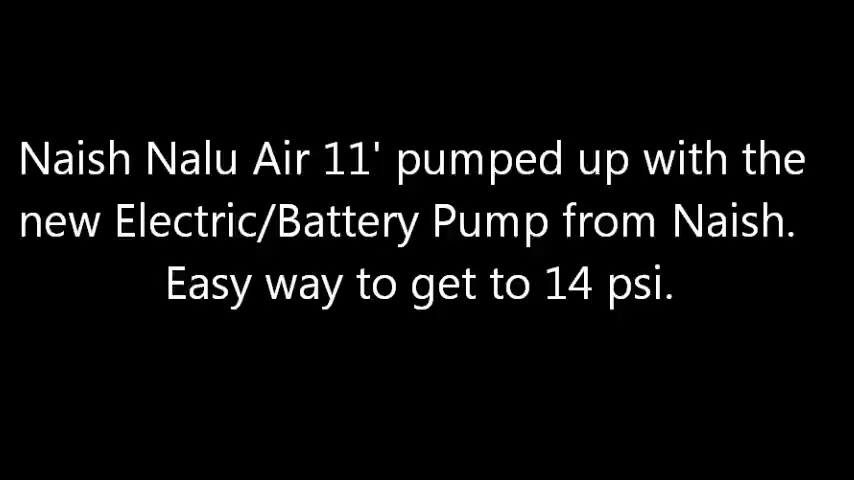 Naish Nalu Air 11' pumped up with the
new Electric/Battery Pump from Naish.
Easy way to get to 14 psi.